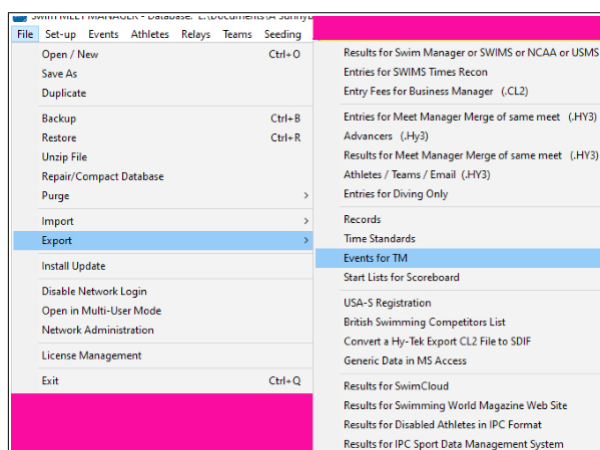 Swim MEET MANAGER - Database: E:\Documents\A Sunnyb
File Set-up Events Athletes Relays Teams Seeding
Open / New Ctrl+O
Save As
Duplicate
Backup Ctrl+B
Restore Ctrl+R
Unzip File
Repair/Compact Database
Purge >
Import >
Export >
Install Update
Disable Network Login
Open in Multi-User Mode
Network Administration
License Management
Exit Ctrl+Q
Results for Swim Manager or SWIMS or NCAA or USMS
Entries for SWIMS Times Recon
Entry Fees for Business Manager (.CL2)
Entries for Meet Manager Merge of same meet (.HY3)
Advancers (.Hy3)
Results for Meet Manager Merge of same meet (.HY3)
Athletes / Teams / Email (.HY3)
Entries for Diving Only
Records
Time Standards
Events for TM
Start Lists for Scoreboard
USA-S Registration
British Swimming Competitors List
Convert a Hy-Tek Export CL2 File to SDIF
Generic Data in MS Access
Results for SwimCloud
Results for Swimming World Magazine Web Site
Results for Disabled Athletes in IPC Format
Results for IPC Sport Data Management System